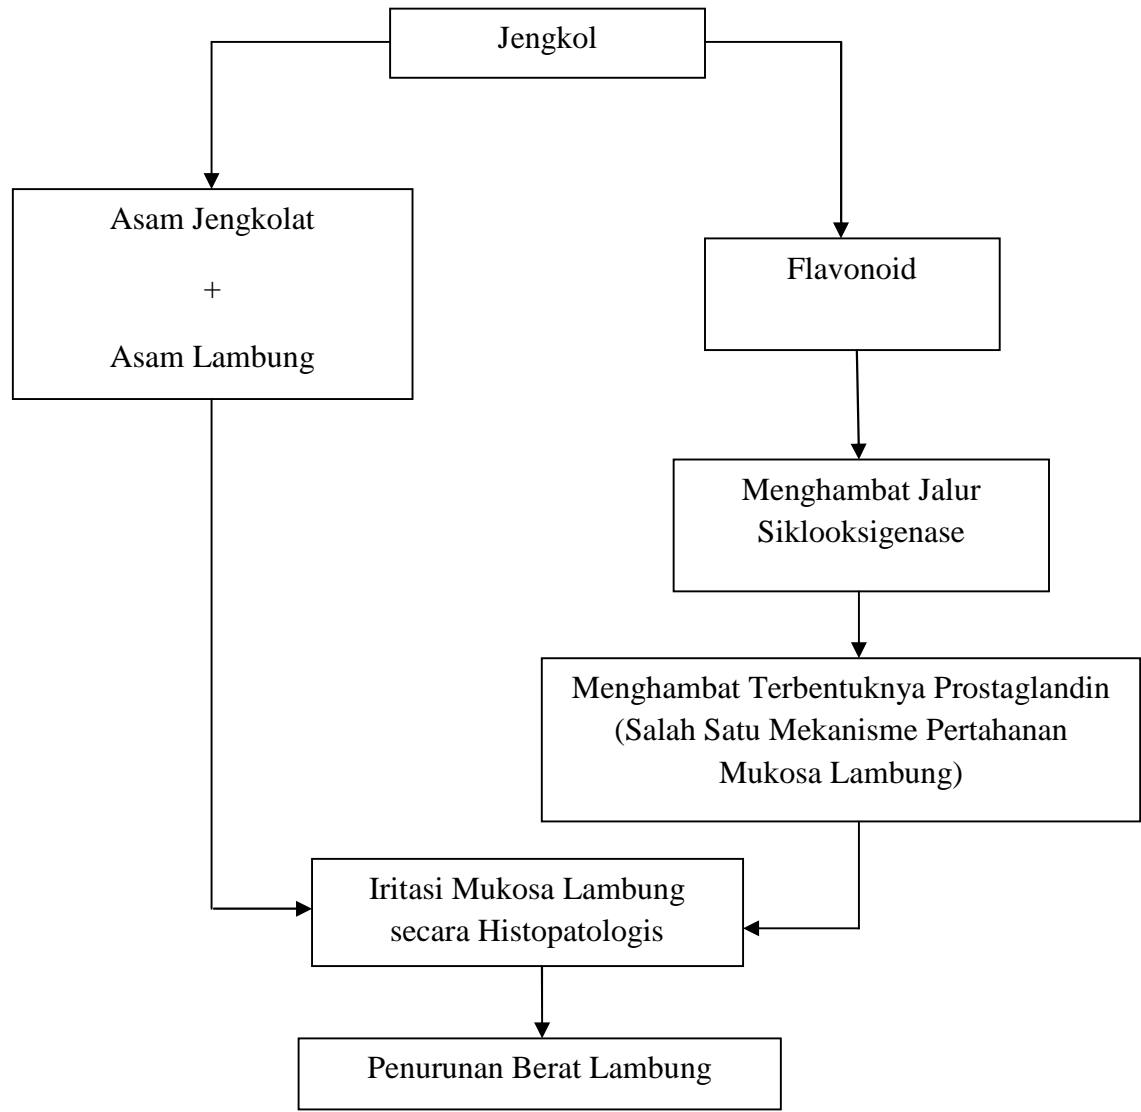 Jengkol
Asam Jengkolat
+
Asam Lambung
Flavonoid
Menghambat Jalur
Siklooksigenase
Menghambat Terbentuknya Prostaglandin
(Salah Satu Mekanisme Pertahanan
Mukosa Lambung)
Iritasi Mukosa Lambung
secara Histopatologis
Penurunan Berat Lambung